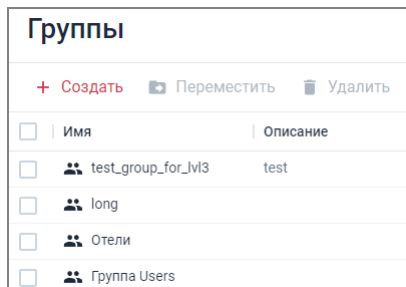 Группы
Создать Переместить Удалить
Имя Описание
test_group_for_lvl3 test
long
Отели
Группа Users